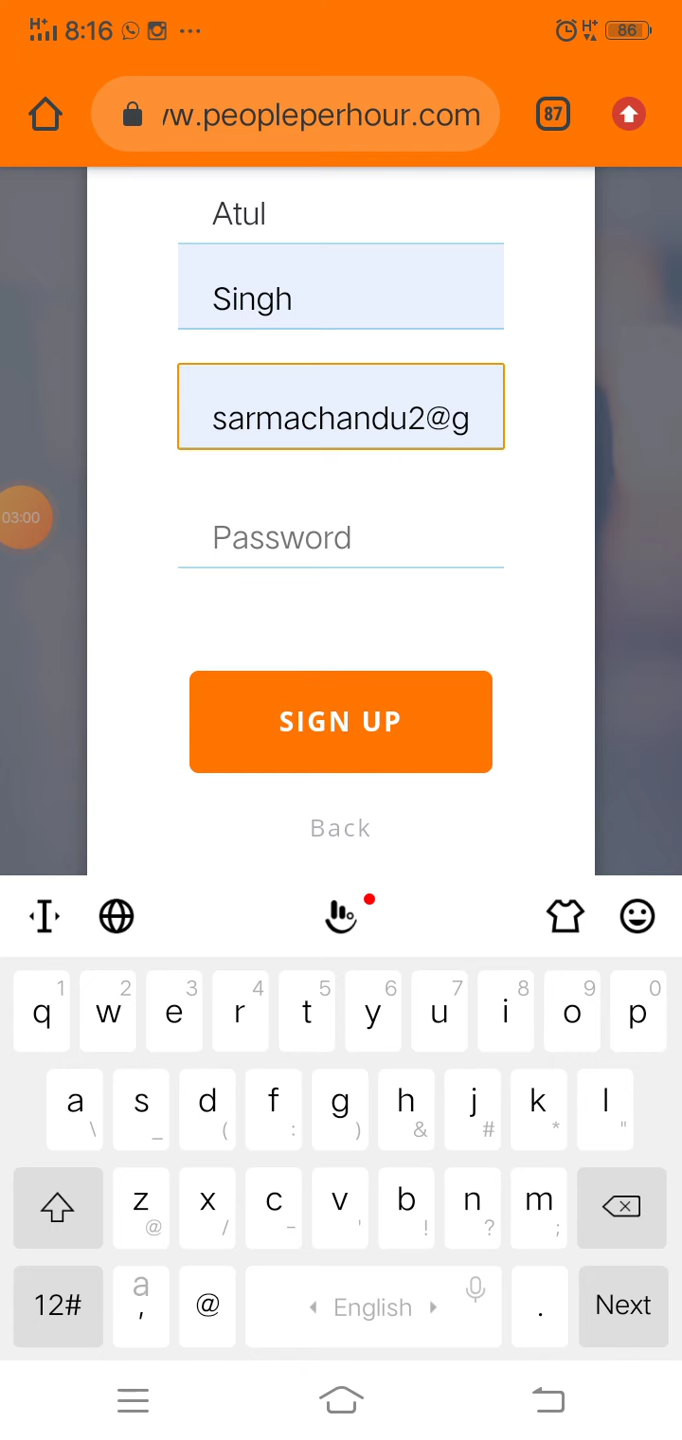 H+ 8:16 ... H+ 86
/w.peopleperhour.com 87
Atul
Singh
03:00
sarmachandu2@g
Password
SIGN UP
Back
1 2 3 4 5 6 7 8 9 0
q w e r t y u i o p
a s d f g h j k l
\ _ ( : ) & # * "
z x c v b n m
@ / - ' ! ? ;
12# a , @ English . Next